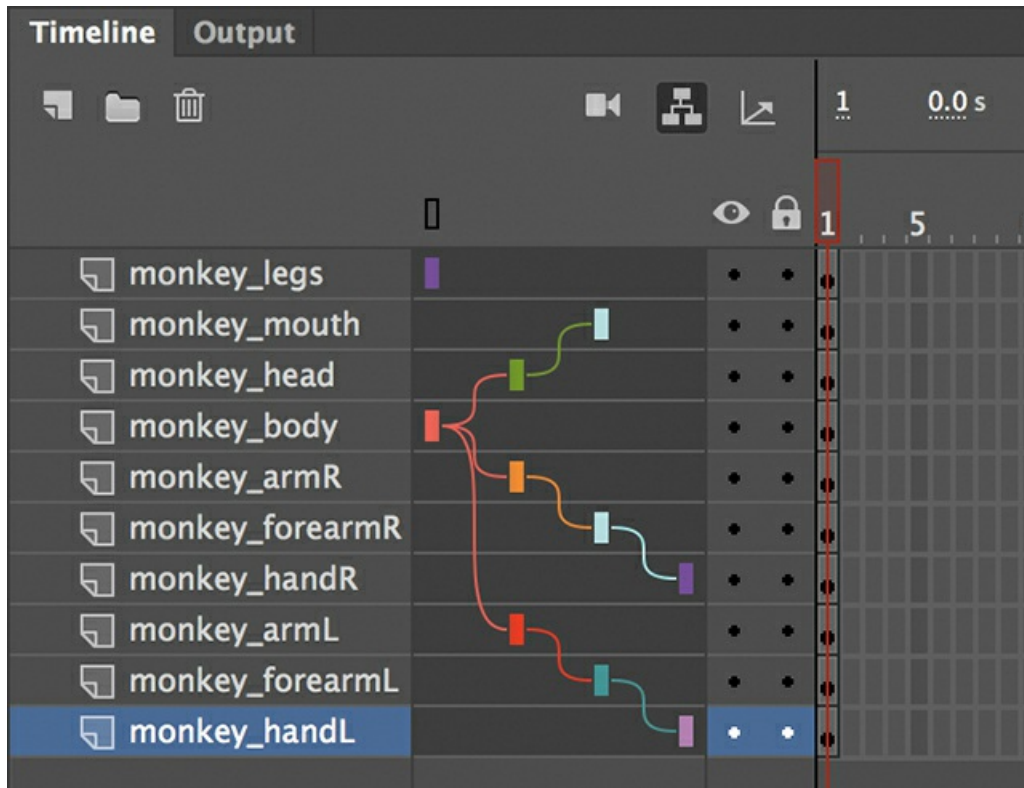 Timeline Output
1 0.0 s
1 5
monkey_legs
monkey_mouth
monkey_head
monkey_body
monkey_armR
monkey_forearmR
monkey_handR
monkey_armL
monkey_forearmL
monkey_handL